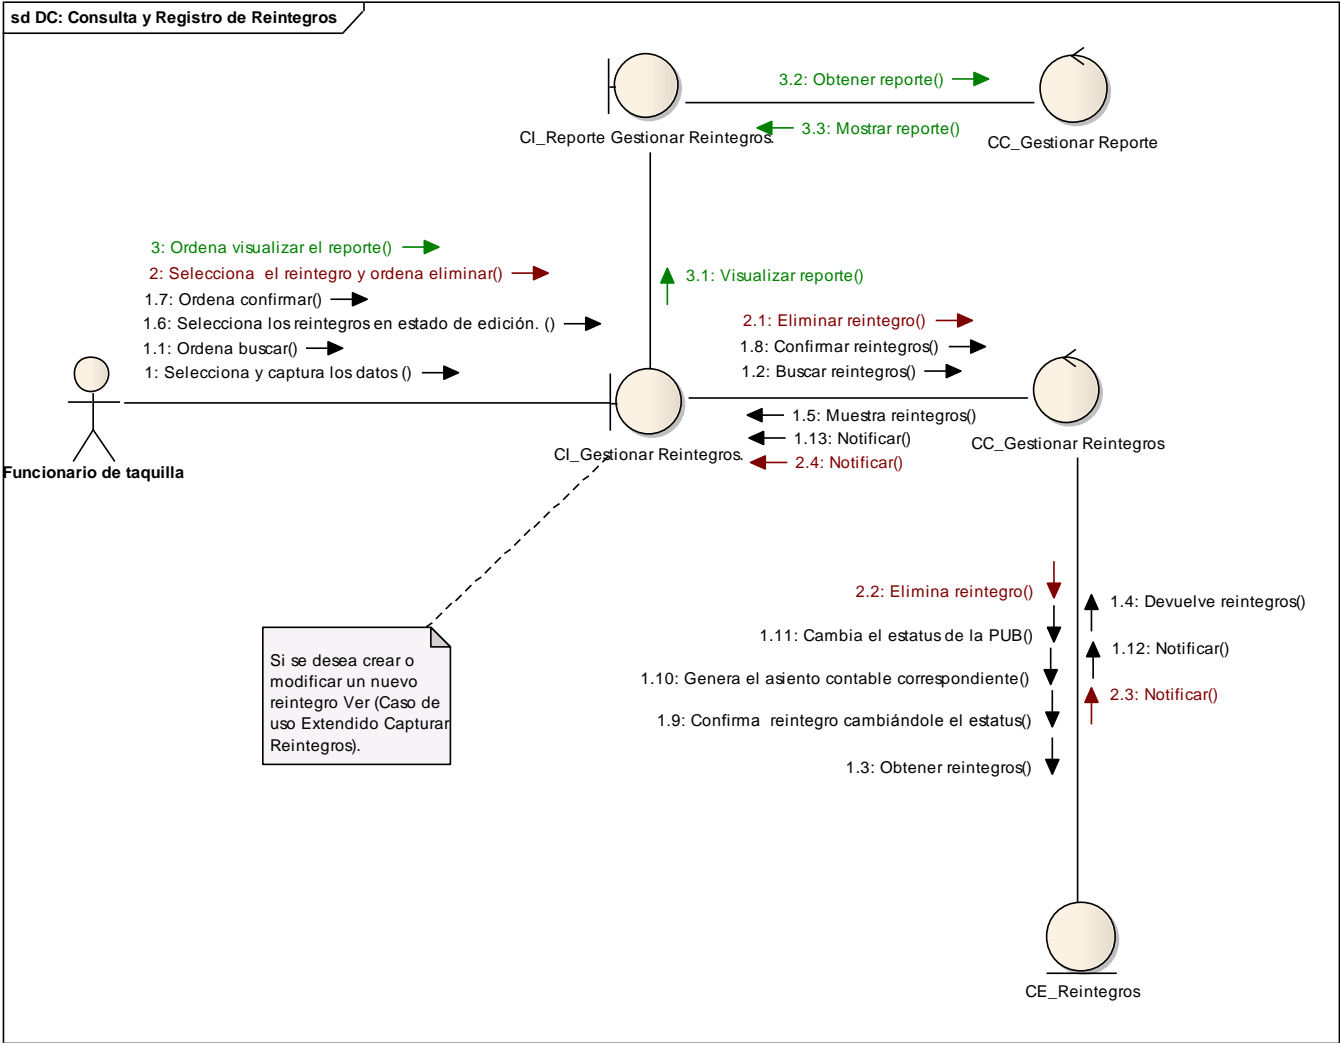 sd DC: Consulta y Registro de Reintegros
3.2: Obtener reporte()
3.3: Mostrar reporte()
CI_Reporte Gestionar Reintegros.
CC_Gestionar Reporte
3: Ordena visualizar el reporte()
2: Selecciona  el reintegro y ordena eliminar()
1.7: Ordena confirmar()
1.6: Selecciona los reintegros en estado de edición. ()
1.1: Ordena buscar()
1: Selecciona y captura los datos ()
3.1: Visualizar reporte()
2.1: Eliminar reintegro()
1.8: Confirmar reintegros()
1.2: Buscar reintegros()
1.5: Muestra reintegros()
1.13: Notificar()
2.4: Notificar()
Funcionario de taquilla
CI_Gestionar Reintegros.
CC_Gestionar Reintegros
2.2: Elimina reintegro()
1.11: Cambia el estatus de la PUB()
1.10: Genera el asiento contable correspondiente()
1.9: Confirma  reintegro cambiándole el estatus()
1.3: Obtener reintegros()
1.4: Devuelve reintegros()
1.12: Notificar()
2.3: Notificar()
Si se desea crear o
modificar un nuevo
reintegro Ver (Caso de
uso Extendido Capturar
Reintegros).
CE_Reintegros